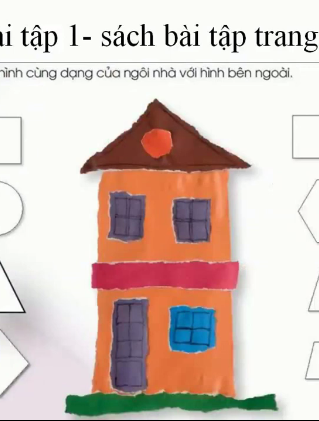 ài tập 1- sách bài tập trang
hình cùng dạng của ngôi nhà với hình bên ngoài.